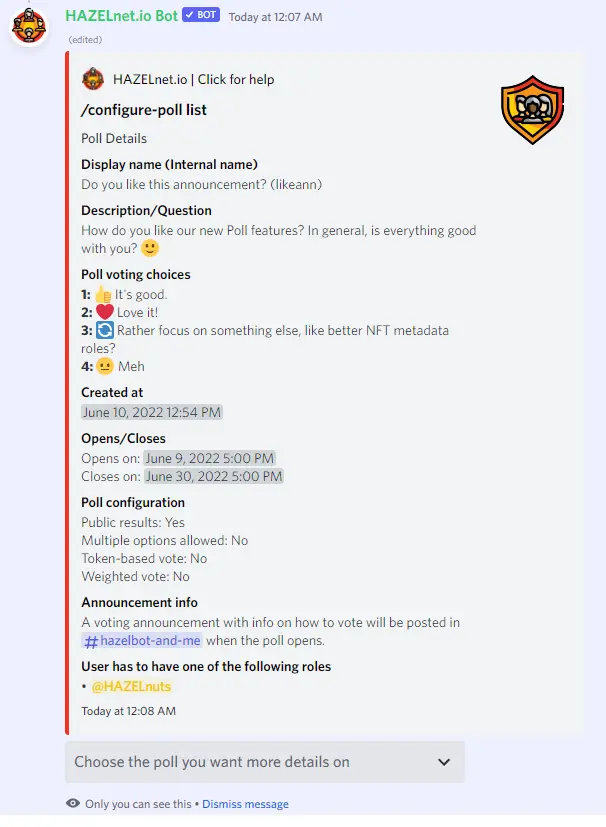 HAZELnet.io Bot ✓ BOT Today at 12:07 AM
(edited)
HAZELnet.io | Click for help
/configure-poll list
Poll Details
Display name (Internal name)
Do you like this announcement? (likeann)
Description/Question
How do you like our new Poll features? In general, is everything good
with you? 🙂
Poll voting choices
1: 👍 It's good.
2: ❤️ Love it!
3: 🔄 Rather focus on something else, like better NFT metadata
roles?
4: 😐 Meh
Created at
June 10, 2022 12:54 PM
Opens/Closes
Opens on: June 9, 2022 5:00 PM
Closes on: June 30, 2022 5:00 PM
Poll configuration
Public results: Yes
Multiple options allowed: No
Token-based vote: No
Weighted vote: No
Announcement info
A voting announcement with info on how to vote will be posted in
#hazelbot-and-me when the poll opens.
User has to have one of the following roles
• @HAZELnuts
Today at 12:08 AM
Choose the poll you want more details on
Only you can see this • Dismiss message